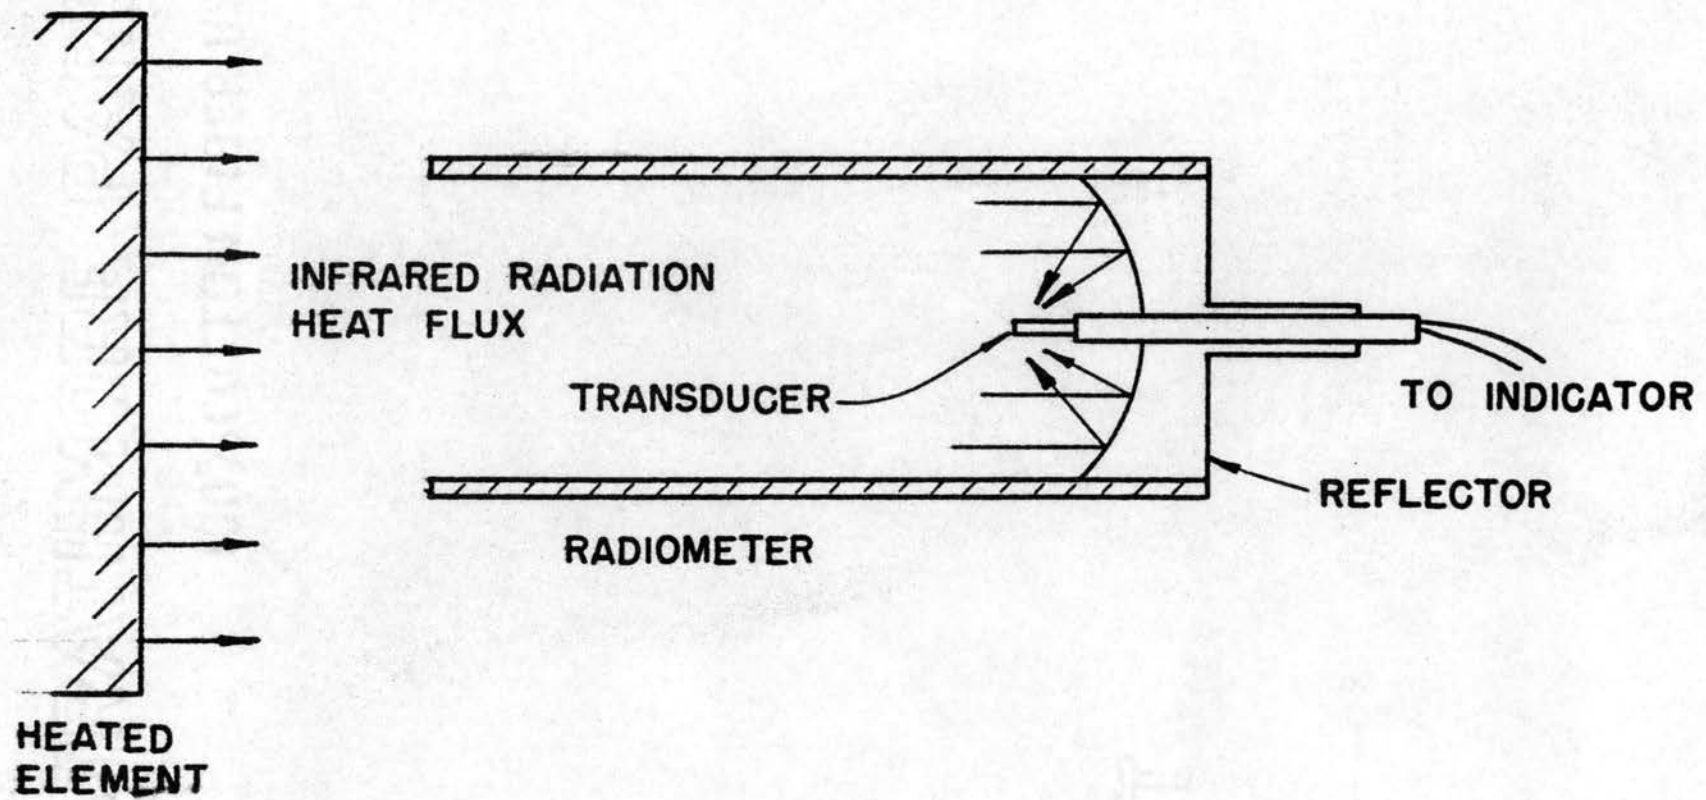 INFRARED RADIATION
HEAT FLUX
TRANSDUCER
TO INDICATOR
REFLECTOR
RADIOMETER
HEATED
ELEMENT